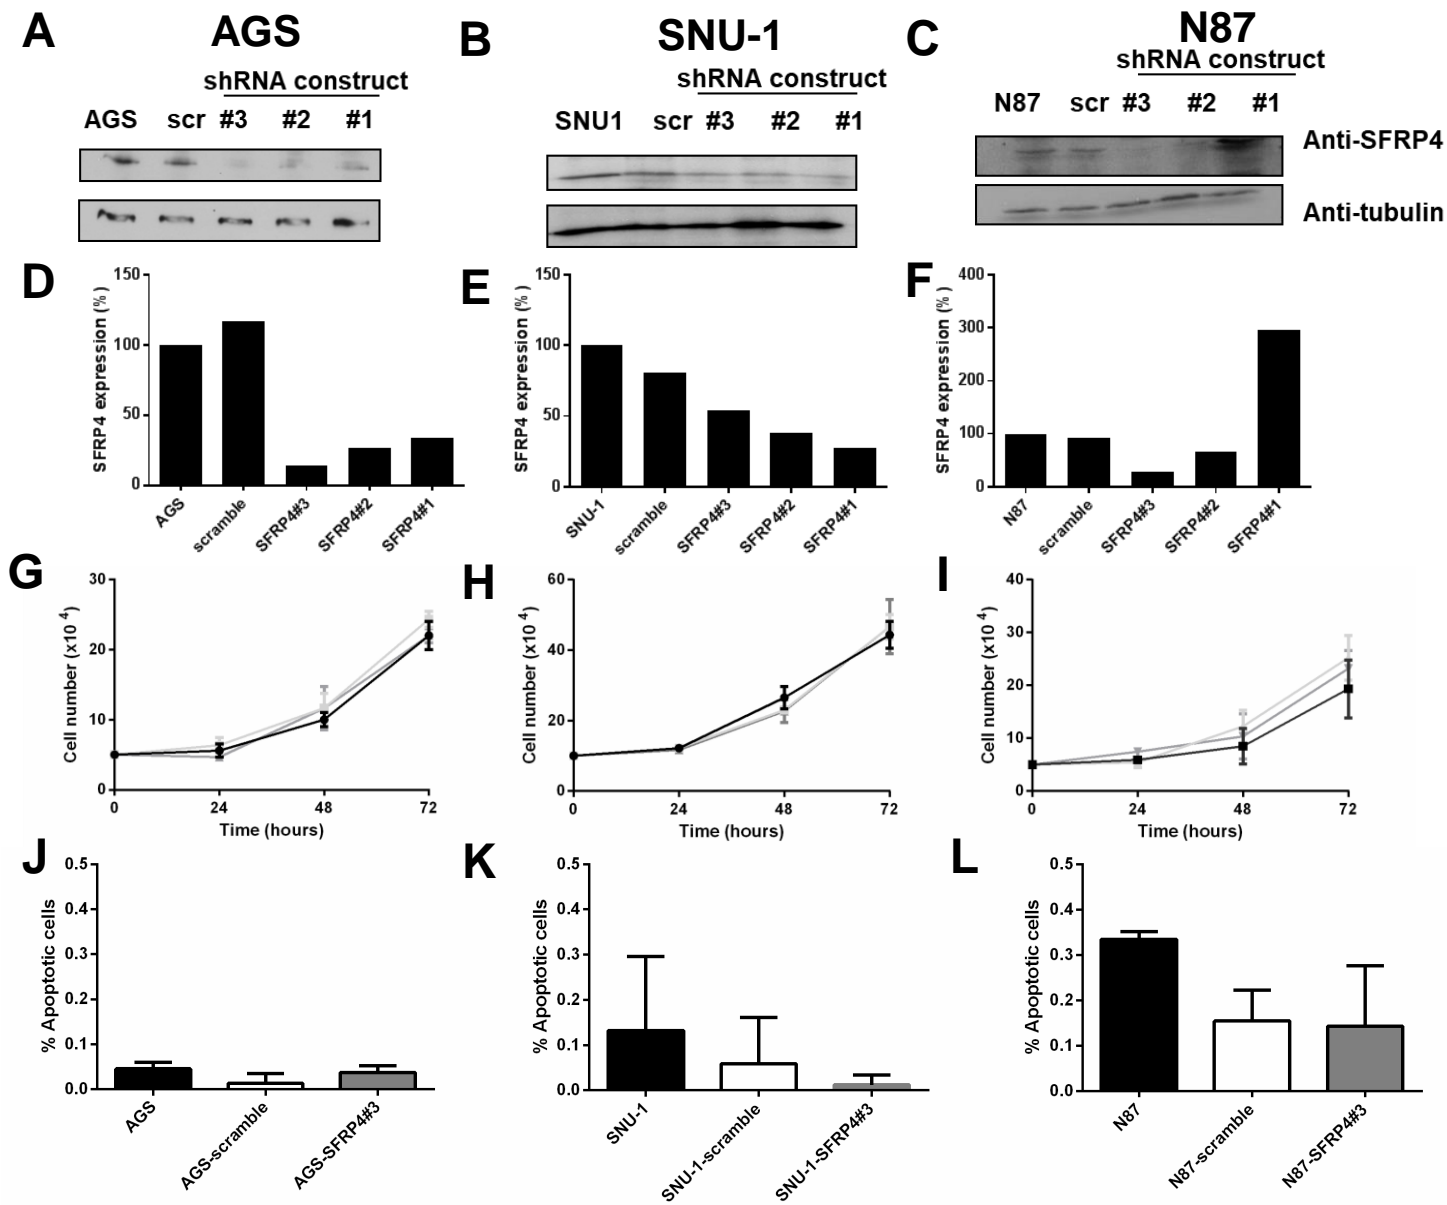 A AGS
shRNA construct
AGS scr #3 #2 #1
B SNU-1
shRNA construct
SNU1 scr #3 #2 #1
C N87
shRNA construct
N87 scr #3 #2 #1
Anti-SFRP4
Anti-tubulin
D
SFRP4 expression (%)
150
100
50
0
AGS
scramble
SFRP4#3
SFRP4#2
SFRP4#1
E
SFRP4 expression (%)
150
100
50
0
SNU-1
scramble
SFRP4#3
SFRP4#2
SFRP4#1
F
SFRP4 expression (%)
400
300
200
100
0
N87
scramble
SFRP4#3
SFRP4#2
SFRP4#1
G
Cell number (x10 4)
30
20
10
0
0 24 48 72
Time (hours)
H
Cell number (x10 4)
60
40
20
0
0 24 48 72
Time (hours)
I
Cell number (x10 4)
40
30
20
10
0
0 24 48 72
Time (hours)
J
% Apoptotic cells
0.5
0.4
0.3
0.2
0.1
0.0
AGS
AGS-scramble
AGS-SFRP4#3
K
% Apoptotic cells
0.5
0.4
0.3
0.2
0.1
0.0
SNU-1
SNU-1-scramble
SNU-1-SFRP4#3
L
% Apoptotic cells
0.5
0.4
0.3
0.2
0.1
0.0
N87
N87-scramble
N87-SFRP4#3